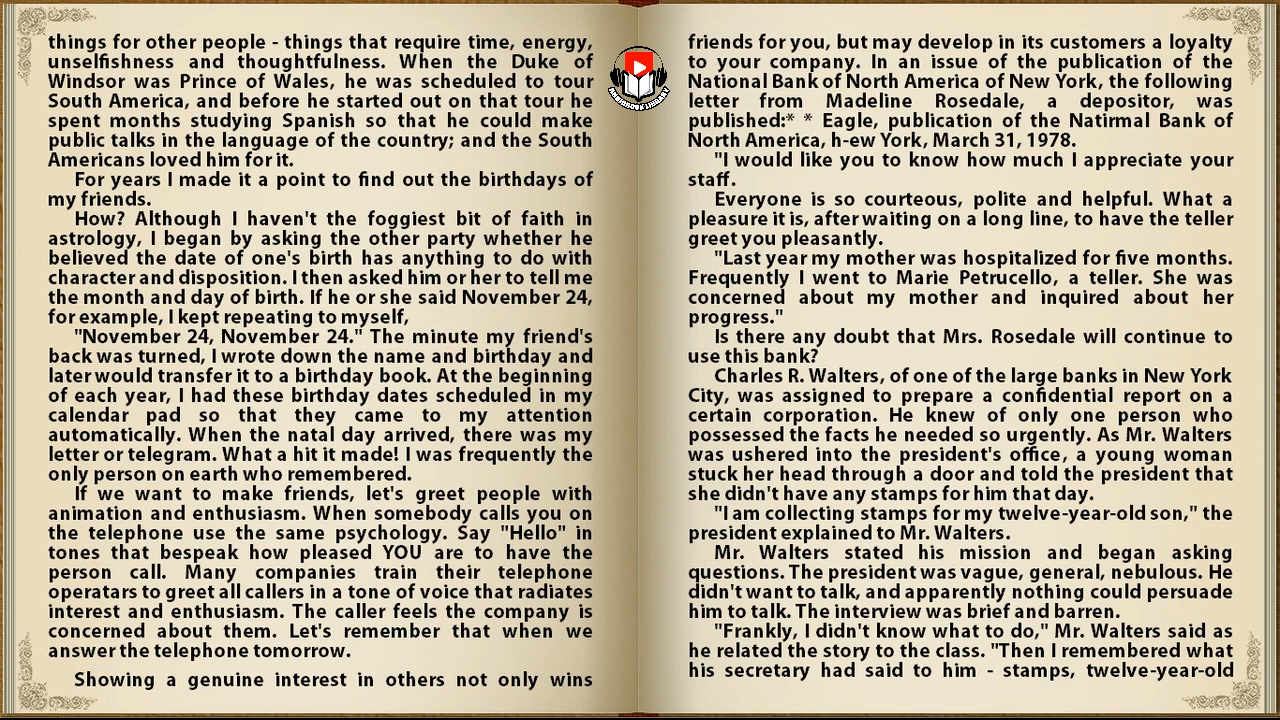 things for other people - things that require time, energy,
unselfishness and thoughtfulness. When the Duke of
Windsor was Prince of Wales, he was scheduled to tour
South America, and before he started out on that tour he
spent months studying Spanish so that he could make
public talks in the language of the country; and the South
Americans loved him for it.
For years I made it a point to find out the birthdays of
my friends.
How? Although I haven't the foggiest bit of faith in
astrology, I began by asking the other party whether he
believed the date of one's birth has anything to do with
character and disposition. I then asked him or her to tell me
the month and day of birth. If he or she said November 24,
for example, I kept repeating to myself,
"November 24, November 24." The minute my friend's
back was turned, I wrote down the name and birthday and
later would transfer it to a birthday book. At the beginning
of each year, I had these birthday dates scheduled in my
calendar pad so that they came to my attention
automatically. When the natal day arrived, there was my
letter or telegram. What a hit it made! I was frequently the
only person on earth who remembered.
If we want to make friends, let's greet people with
animation and enthusiasm. When somebody calls you on
the telephone use the same psychology. Say "Hello" in
tones that bespeak how pleased YOU are to have the
person call. Many companies train their telephone
operatars to greet all callers in a tone of voice that radiates
interest and enthusiasm. The caller feels the company is
concerned about them. Let's remember that when we
answer the telephone tomorrow.
Showing a genuine interest in others not only wins
friends for you, but may develop in its customers a loyalty
to your company. In an issue of the publication of the
National Bank of North America of New York, the following
letter from Madeline Rosedale, a depositor, was
published:* * Eagle, publication of the Natirmal Bank of
North America, h-ew York, March 31, 1978.
"I would like you to know how much I appreciate your
staff.
Everyone is so courteous, polite and helpful. What a
pleasure it is, after waiting on a long line, to have the teller
greet you pleasantly.
"Last year my mother was hospitalized for five months.
Frequently I went to Marie Petrucello, a teller. She was
concerned about my mother and inquired about her
progress."
Is there any doubt that Mrs. Rosedale will continue to
use this bank?
Charles R. Walters, of one of the large banks in New York
City, was assigned to prepare a confidential report on a
certain corporation. He knew of only one person who
possessed the facts he needed so urgently. As Mr. Walters
was ushered into the president's office, a young woman
stuck her head through a door and told the president that
she didn't have any stamps for him that day.
"I am collecting stamps for my twelve-year-old son," the
president explained to Mr. Walters.
Mr. Walters stated his mission and began asking
questions. The president was vague, general, nebulous. He
didn't want to talk, and apparently nothing could persuade
him to talk. The interview was brief and barren.
"Frankly, I didn't know what to do," Mr. Walters said as
he related the story to the class. "Then I remembered what
his secretary had said to him - stamps, twelve-year-old